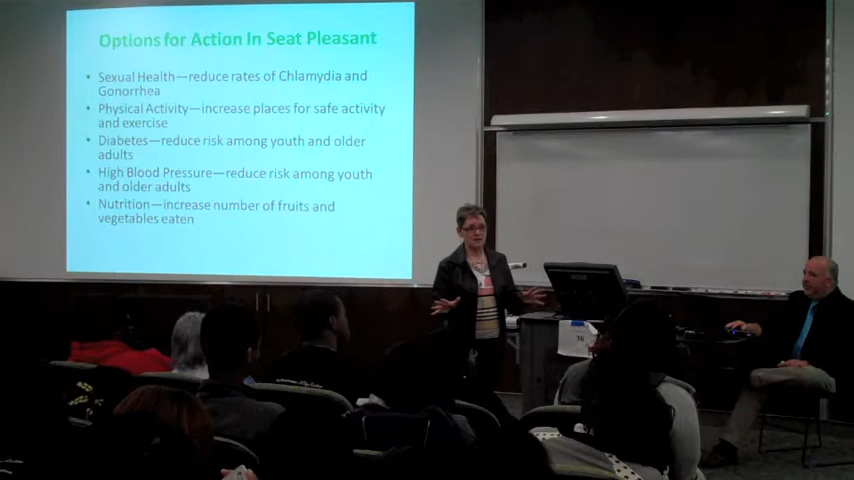 Options for Action In Seat Pleasant
• Sexual Health—reduce rates of Chlamydia and
Gonorrhea
• Physical Activity—increase places for safe activity
and exercise
• Diabetes—reduce risk among youth and older
adults
• High Blood Pressure—reduce risk among youth
and older adults
• Nutrition—increase number of fruits and
vegetables eaten